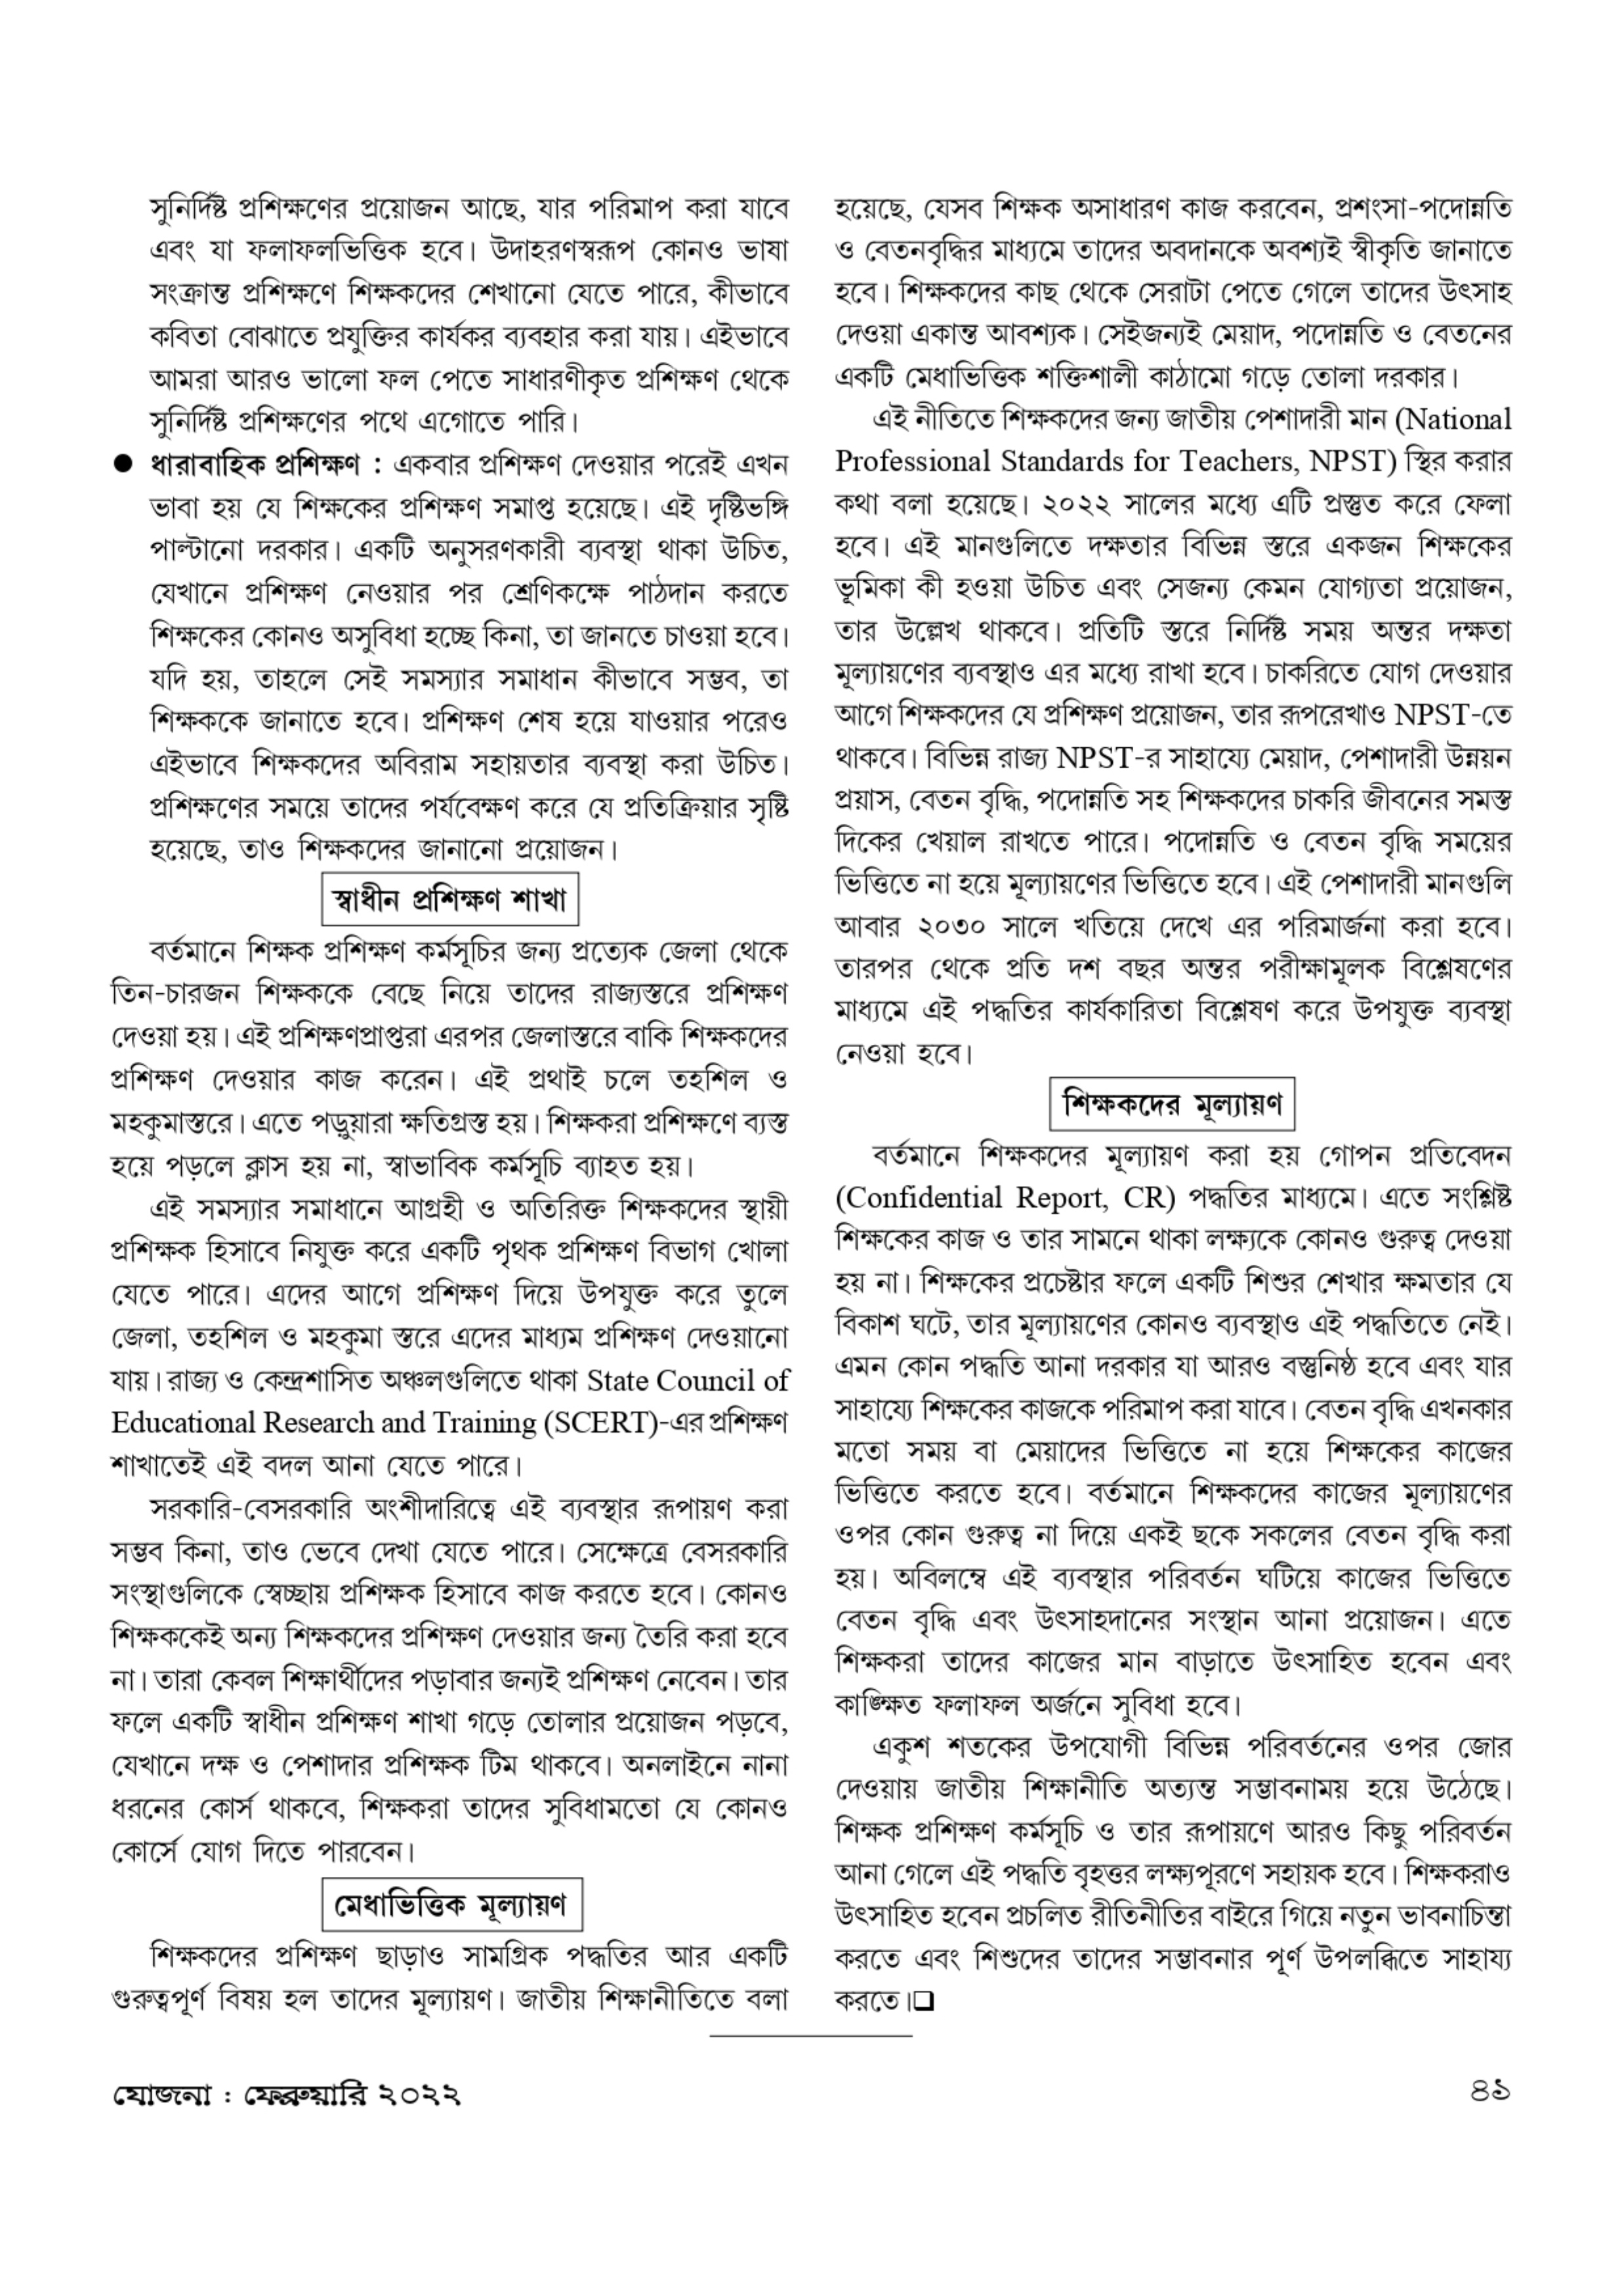 সুনির্দিষ্ট প্রশিক্ষণের প্রয়োজন আছে, যার পরিমাপ করা যাবে
এবং যা ফলাফলভিত্তিক হবে। উদাহরণস্বরূপ কোনও ভাষা
সংক্রান্ত প্রশিক্ষণে শিক্ষকদের শেখানো যেতে পারে, কীভাবে
কবিতা বোঝাতে প্রযুক্তির কার্যকর ব্যবহার করা যায়। এইভাবে
আমরা আরও ভালো ফল পেতে সাধারণীকৃত প্রশিক্ষণ থেকে
সুনির্দিষ্ট প্রশিক্ষণের পথে এগোতে পারি।
● ধারাবাহিক প্রশিক্ষণ : একবার প্রশিক্ষণ দেওয়ার পরেই এখন
ভাবা হয় যে শিক্ষকের প্রশিক্ষণ সমাপ্ত হয়েছে। এই দৃষ্টিভঙ্গি
পাল্টানো দরকার। একটি অনুসরণকারী ব্যবস্থা থাকা উচিত,
যেখানে প্রশিক্ষণ নেওয়ার পর শ্রেণিকক্ষে পাঠদান করতে
শিক্ষকের কোনও অসুবিধা হচ্ছে কিনা, তা জানতে চাওয়া হবে।
যদি হয়, তাহলে সেই সমস্যার সমাধান কীভাবে সম্ভব, তা
শিক্ষককে জানাতে হবে। প্রশিক্ষণ শেষ হয়ে যাওয়ার পরেও
এইভাবে শিক্ষকদের অবিরাম সহায়তার ব্যবস্থা করা উচিত।
প্রশিক্ষণের সময়ে তাদের পর্যবেক্ষণ করে যে প্রতিক্রিয়ার সৃষ্টি
হয়েছে, তাও শিক্ষকদের জানানো প্রয়োজন।
স্বাধীন প্রশিক্ষণ শাখা
বর্তমানে শিক্ষক প্রশিক্ষণ কর্মসূচির জন্য প্রত্যেক জেলা থেকে
তিন-চারজন শিক্ষককে বেছে নিয়ে তাদের রাজ্যস্তরে প্রশিক্ষণ
দেওয়া হয়। এই প্রশিক্ষণপ্রাপ্তরা এরপর জেলাস্তরে বাকি শিক্ষকদের
প্রশিক্ষণ দেওয়ার কাজ করেন। এই প্রথাই চলে তহশিল ও
মহকুমাস্তরে। এতে পড়ুয়ারা ক্ষতিগ্রস্ত হয়। শিক্ষকরা প্রশিক্ষণে ব্যস্ত
হয়ে পড়লে ক্লাস হয় না, স্বাভাবিক কর্মসূচি ব্যাহত হয়।
এই সমস্যার সমাধানে আগ্রহী ও অতিরিক্ত শিক্ষকদের স্থায়ী
প্রশিক্ষক হিসাবে নিযুক্ত করে একটি পৃথক প্রশিক্ষণ বিভাগ খোলা
যেতে পারে। এদের আগে প্রশিক্ষণ দিয়ে উপযুক্ত করে তুলে
জেলা, তহশিল ও মহকুমা স্তরে এদের মাধ্যম প্রশিক্ষণ দেওয়ানো
যায়। রাজ্য ও কেন্দ্রশাসিত অঞ্চলগুলিতে থাকা State Council of
Educational Research and Training (SCERT)-এর প্রশিক্ষণ
শাখাতেই এই বদল আনা যেতে পারে।
সরকারি-বেসরকারি অংশীদারিত্বে এই ব্যবস্থার রূপায়ণ করা
সম্ভব কিনা, তাও ভেবে দেখা যেতে পারে। সেক্ষেত্রে বেসরকারি
সংস্থাগুলিকে স্বেচ্ছায় প্রশিক্ষক হিসাবে কাজ করতে হবে। কোনও
শিক্ষককেই অন্য শিক্ষকদের প্রশিক্ষণ দেওয়ার জন্য তৈরি করা হবে
না। তারা কেবল শিক্ষার্থীদের পড়াবার জন্যই প্রশিক্ষণ নেবেন। তার
ফলে একটি স্বাধীন প্রশিক্ষণ শাখা গড়ে তোলার প্রয়োজন পড়বে,
যেখানে দক্ষ ও পেশাদার প্রশিক্ষক টিম থাকবে। অনলাইনে নানা
ধরনের কোর্স থাকবে, শিক্ষকরা তাদের সুবিধামতো যে কোনও
কোর্সে যোগ দিতে পারবেন।
মেধাভিত্তিক মূল্যায়ণ
শিক্ষকদের প্রশিক্ষণ ছাড়াও সামগ্রিক পদ্ধতির আর একটি
গুরুত্বপূর্ণ বিষয় হল তাদের মূল্যায়ণ। জাতীয় শিক্ষানীতিতে বলা
হয়েছে, যেসব শিক্ষক অসাধারণ কাজ করবেন, প্রশংসা-পদোন্নতি
ও বেতনবৃদ্ধির মাধ্যমে তাদের অবদানকে অবশ্যই স্বীকৃতি জানাতে
হবে। শিক্ষকদের কাছ থেকে সেরাটা পেতে গেলে তাদের উৎসাহ
দেওয়া একান্ত আবশ্যক। সেইজন্যই মেয়াদ, পদোন্নতি ও বেতনের
একটি মেধাভিত্তিক শক্তিশালী কাঠামো গড়ে তোলা দরকার।
এই নীতিতে শিক্ষকদের জন্য জাতীয় পেশাদারী মান (National
Professional Standards for Teachers, NPST) স্থির করার
কথা বলা হয়েছে। ২০২২ সালের মধ্যে এটি প্রস্তুত করে ফেলা
হবে। এই মানগুলিতে দক্ষতার বিভিন্ন স্তরে একজন শিক্ষকের
ভূমিকা কী হওয়া উচিত এবং সেজন্য কেমন যোগ্যতা প্রয়োজন,
তার উল্লেখ থাকবে। প্রতিটি স্তরে নির্দিষ্ট সময় অন্তর দক্ষতা
মূল্যায়ণের ব্যবস্থাও এর মধ্যে রাখা হবে। চাকরিতে যোগ দেওয়ার
আগে শিক্ষকদের যে প্রশিক্ষণ প্রয়োজন, তার রূপরেখাও NPST-তে
থাকবে। বিভিন্ন রাজ্য NPST-র সাহায্যে মেয়াদ, পেশাদারী উন্নয়ন
প্রয়াস, বেতন বৃদ্ধি, পদোন্নতি সহ শিক্ষকদের চাকরি জীবনের সমস্ত
দিকের খেয়াল রাখতে পারে। পদোন্নতি ও বেতন বৃদ্ধি সময়ের
ভিত্তিতে না হয়ে মূল্যায়ণের ভিত্তিতে হবে। এই পেশাদারী মানগুলি
আবার ২০৩০ সালে খতিয়ে দেখে এর পরিমার্জনা করা হবে।
তারপর থেকে প্রতি দশ বছর অন্তর পরীক্ষামূলক বিশ্লেষণের
মাধ্যমে এই পদ্ধতির কার্যকারিতা বিশ্লেষণ করে উপযুক্ত ব্যবস্থা
নেওয়া হবে।
শিক্ষকদের মূল্যায়ণ
বর্তমানে শিক্ষকদের মূল্যায়ণ করা হয় গোপন প্রতিবেদন
(Confidential Report, CR) পদ্ধতির মাধ্যমে। এতে সংশ্লিষ্ট
শিক্ষকের কাজ ও তার সামনে থাকা লক্ষ্যকে কোনও গুরুত্ব দেওয়া
হয় না। শিক্ষকের প্রচেষ্টার ফলে একটি শিশুর শেখার ক্ষমতার যে
বিকাশ ঘটে, তার মূল্যায়ণের কোনও ব্যবস্থাও এই পদ্ধতিতে নেই।
এমন কোন পদ্ধতি আনা দরকার যা আরও বস্তুনিষ্ঠ হবে এবং যার
সাহায্যে শিক্ষকের কাজকে পরিমাপ করা যাবে। বেতন বৃদ্ধি এখনকার
মতো সময় বা মেয়াদের ভিত্তিতে না হয়ে শিক্ষকের কাজের
ভিত্তিতে করতে হবে। বর্তমানে শিক্ষকদের কাজের মূল্যায়ণের
ওপর কোন গুরুত্ব না দিয়ে একই ছকে সকলের বেতন বৃদ্ধি করা
হয়। অবিলম্বে এই ব্যবস্থার পরিবর্তন ঘটিয়ে কাজের ভিত্তিতে
বেতন বৃদ্ধি এবং উৎসাহদানের সংস্থান আনা প্রয়োজন। এতে
শিক্ষকরা তাদের কাজের মান বাড়াতে উৎসাহিত হবেন এবং
কাঙ্ক্ষিত ফলাফল অর্জনে সুবিধা হবে।
একুশ শতকের উপযোগী বিভিন্ন পরিবর্তনের ওপর জোর
দেওয়ায় জাতীয় শিক্ষানীতি অত্যন্ত সম্ভাবনাময় হয়ে উঠেছে।
শিক্ষক প্রশিক্ষণ কর্মসূচি ও তার রূপায়ণে আরও কিছু পরিবর্তন
আনা গেলে এই পদ্ধতি বৃহত্তর লক্ষ্যপূরণে সহায়ক হবে। শিক্ষকরাও
উৎসাহিত হবেন প্রচলিত রীতিনীতির বাইরে গিয়ে নতুন ভাবনাচিন্তা
করতে এবং শিশুদের তাদের সম্ভাবনার পূর্ণ উপলব্ধিতে সাহায্য
করতে।❑
যোজনা : ফেব্রুয়ারি ২০২২
৪১